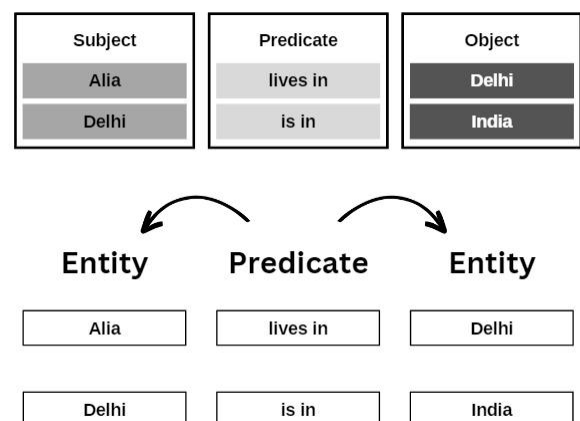 Subject Predicate Object
Alia lives in Delhi
Delhi is in India
Entity Predicate Entity
Alia lives in Delhi
Delhi is in India